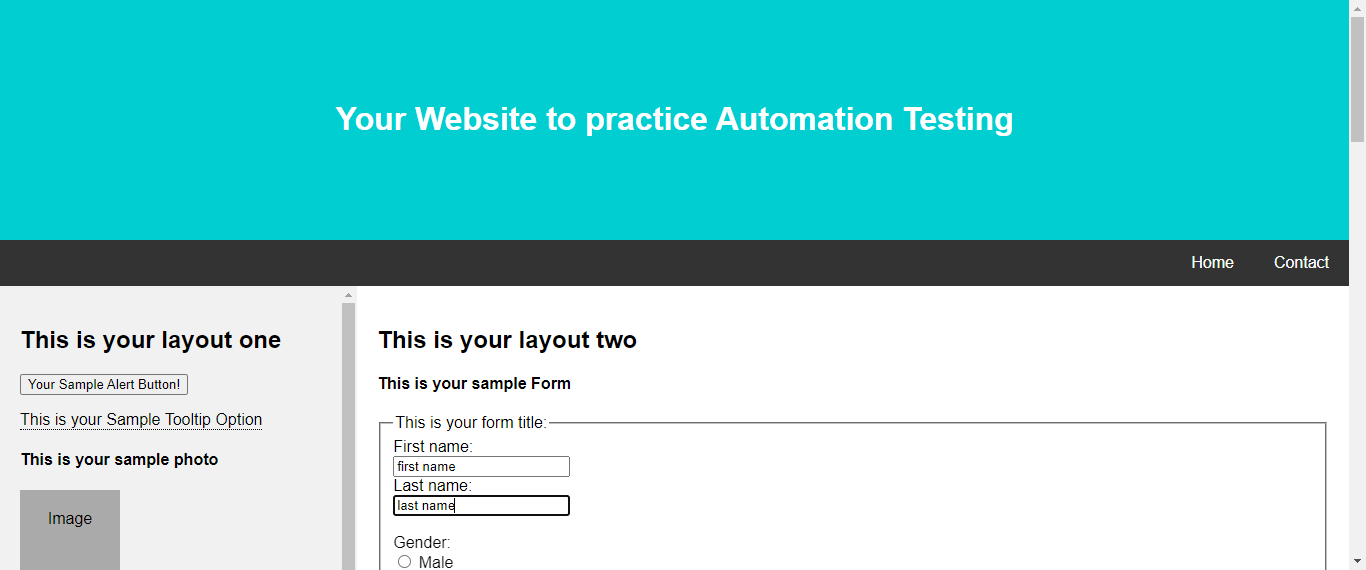 Your Website to practice Automation Testing
Home Contact
This is your layout one
Your Sample Alert Button!
This is your Sample Tooltip Option
This is your sample photo
Image
This is your layout two
This is your sample Form
This is your form title:
First name:
first name
Last name:
last name
Gender:
Male